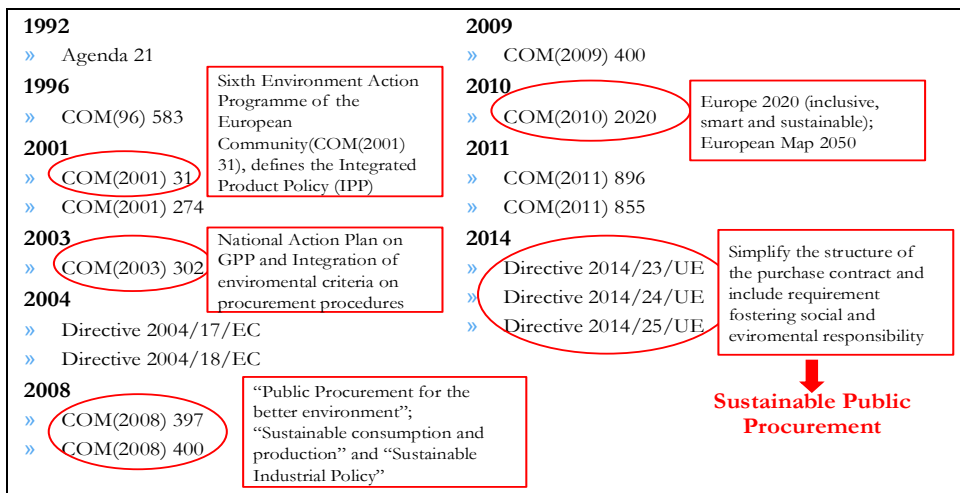 1992
» Agenda 21
1996
» COM(96) 583
2001
» COM(2001) 31
» COM(2001) 274
Sixth Environment Action
Programme of the
European
Community(COM(2001)
31), defines the Integrated
Product Policy (IPP)
2003
» COM(2003) 302
National Action Plan on
GPP and Integration of
enviromental criteria on
procurement procedures
2004
» Directive 2004/17/EC
» Directive 2004/18/EC
2008
» COM(2008) 397
» COM(2008) 400
“Public Procurement for the
better environment”;
“Sustainable consumption and
production” and “Sustainable
Industrial Policy”
2009
» COM(2009) 400
2010
» COM(2010) 2020
Europe 2020 (inclusive,
smart and sustainable);
European Map 2050
2011
» COM(2011) 896
» COM(2011) 855
2014
» Directive 2014/23/UE
» Directive 2014/24/UE
» Directive 2014/25/UE
Simplify the structure of
the purchase contract and
include requirement
fostering social and
eviromental responsibility
Sustainable Public
Procurement